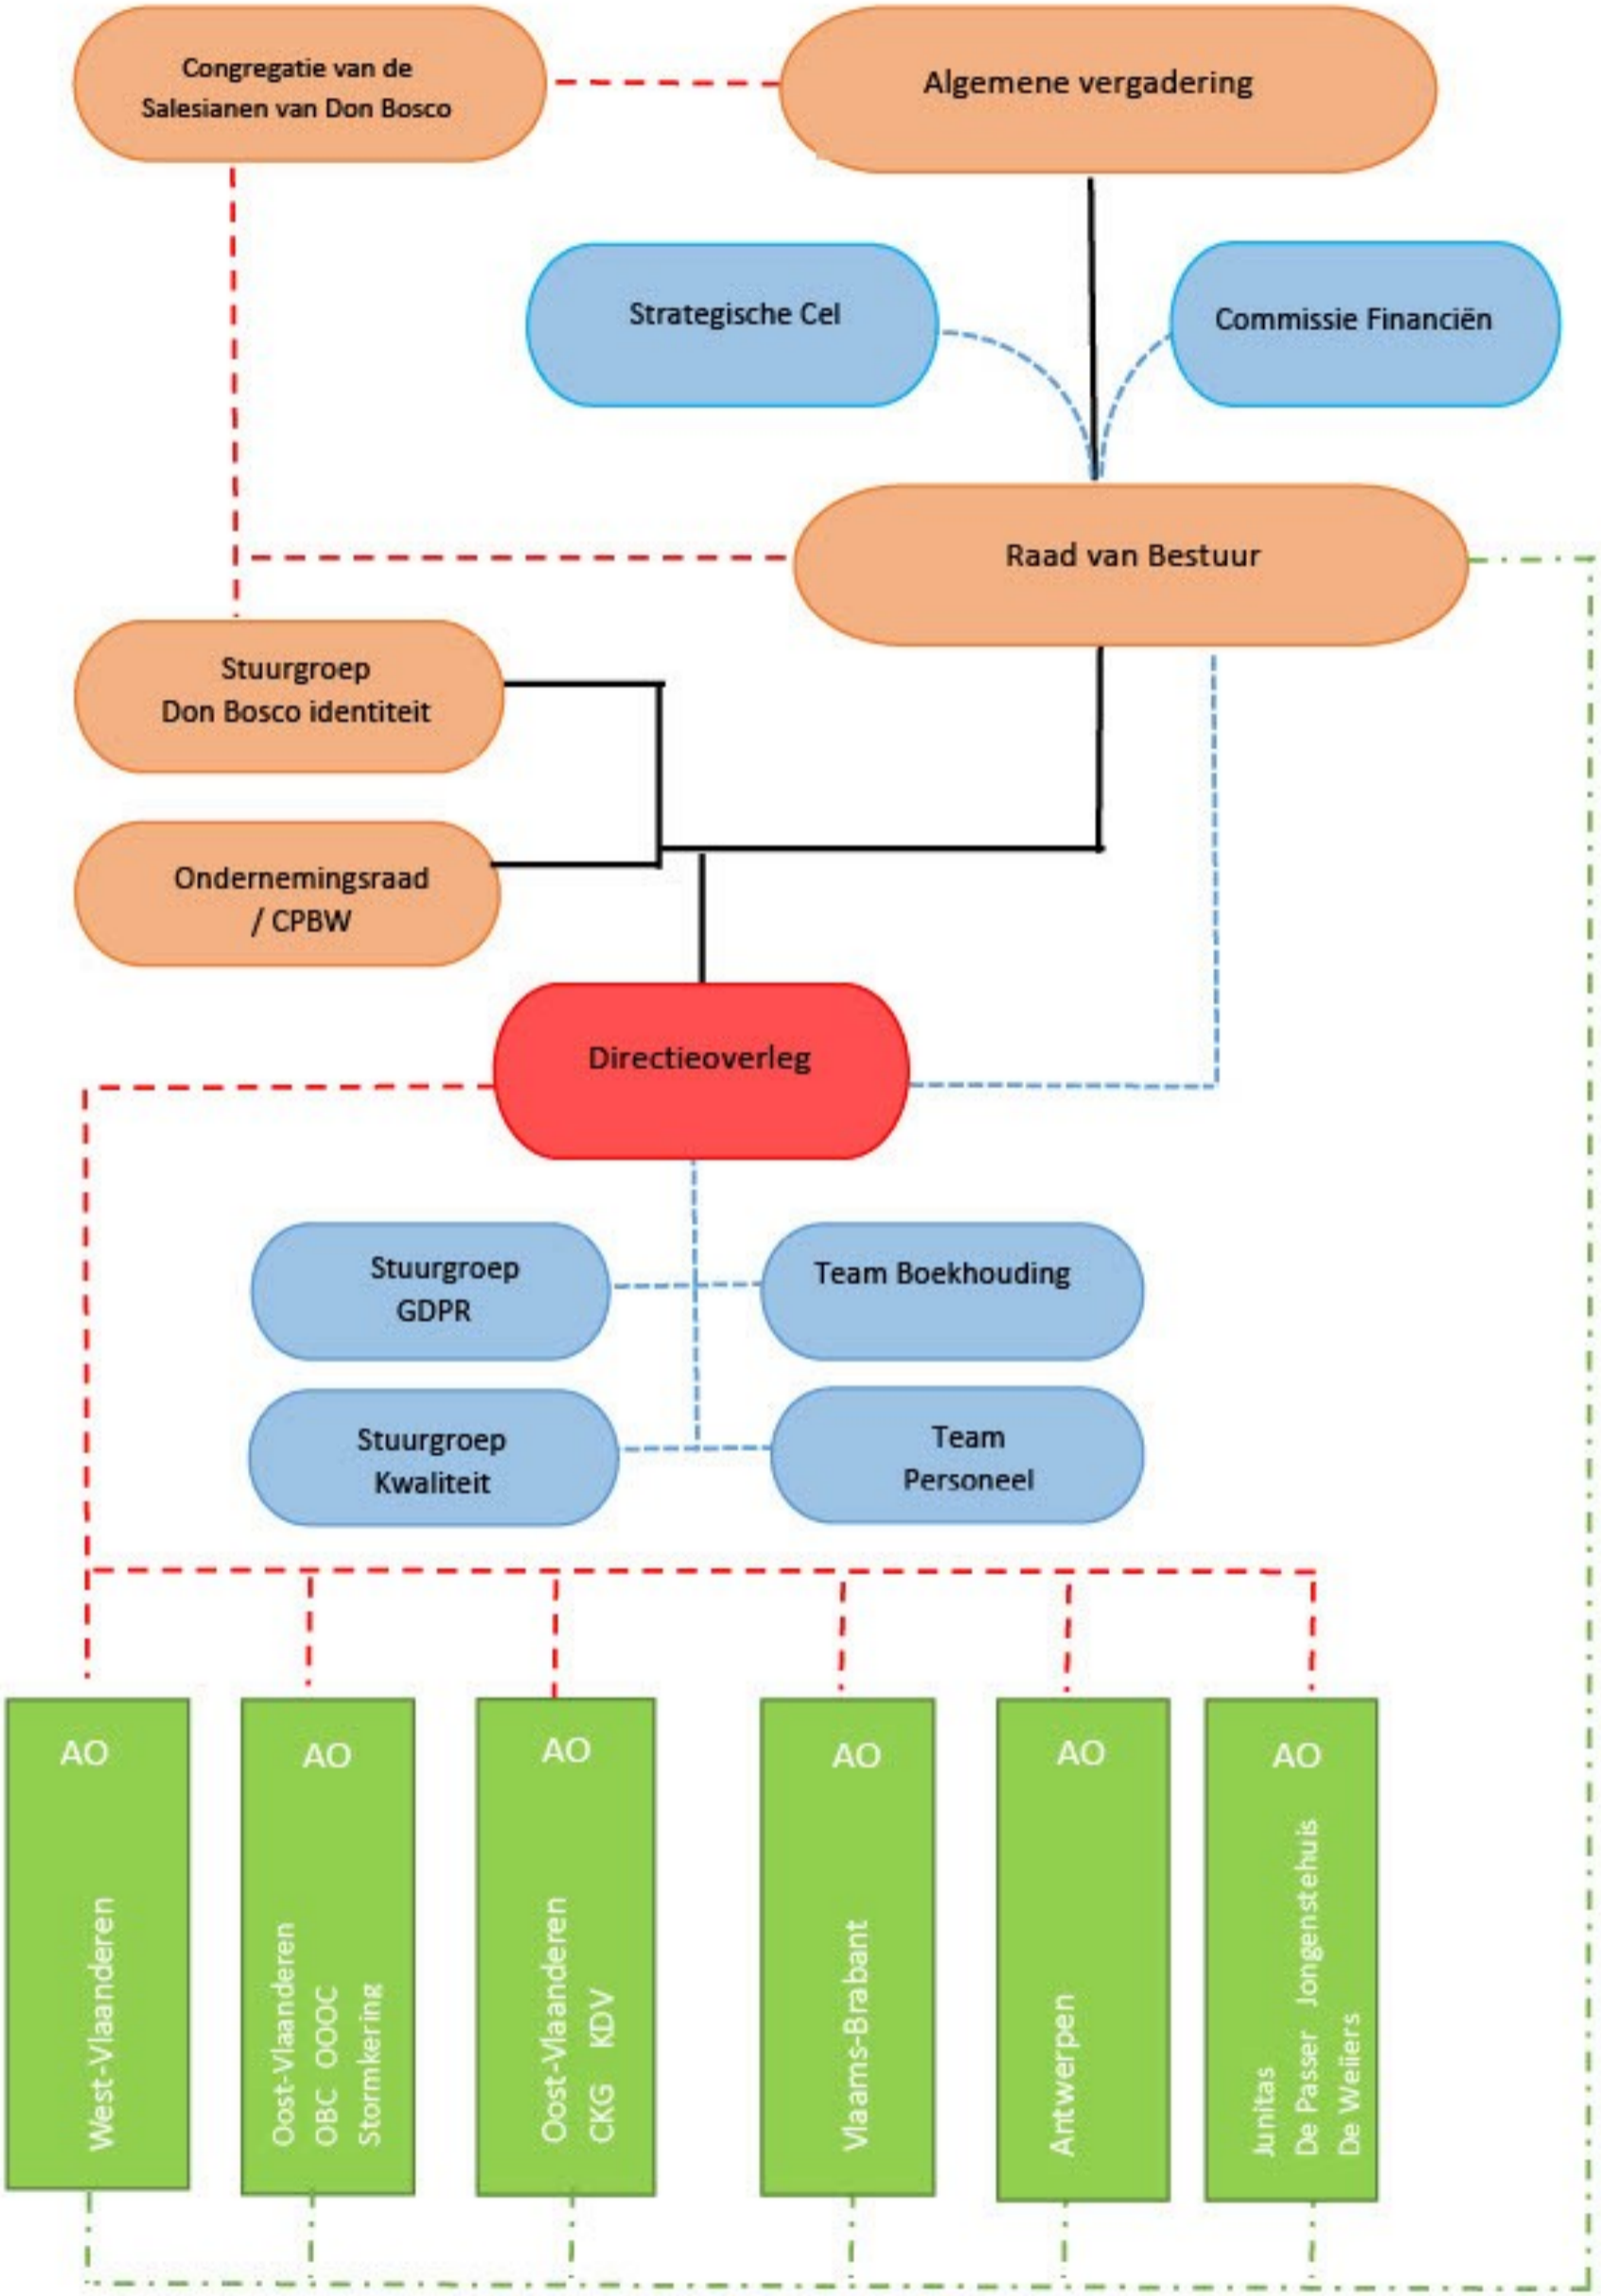 Congregatie van de
Salesianen van Don Bosco
Algemene vergadering
Strategische Cel
Commissie Financiën
Raad van Bestuur
Stuurgroep
Don Bosco identiteit
Ondernemingsraad
/ CPBW
Directieoverleg
Stuurgroep
GDPR
Team Boekhouding
Stuurgroep
Kwaliteit
Team
Personeel
AO
West-Vlaanderen
AO
Oost-Vlaanderen
OBC OOOC
Stormkering
AO
Oost-Vlaanderen
CKG KDV
AO
Vlaams-Brabant
AO
Antwerpen
AO
Junitas
De Passer Jongenstehuis
De Weiiers